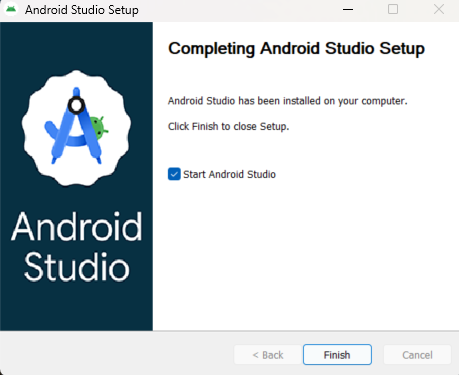 Android Studio Setup
Completing Android Studio Setup
Android Studio has been installed on your computer.
Click Finish to close Setup.
Start Android Studio
Android
Studio
< Back
Finish
Cancel